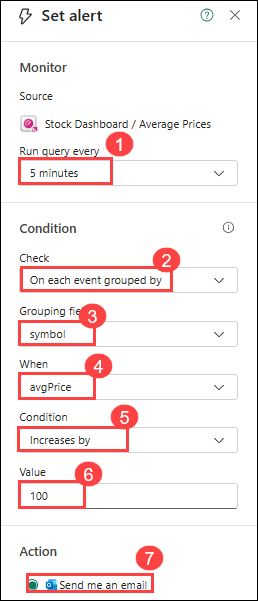 Set alert
Monitor
Source
Stock Dashboard / Average Prices
Run query every
1
5 minutes
Condition
2
Check
On each event grouped by
3
Grouping fie
symbol
When
4
avgPrice
Condition
5
Increases by
Value
6
100
Action
7
Send me an email